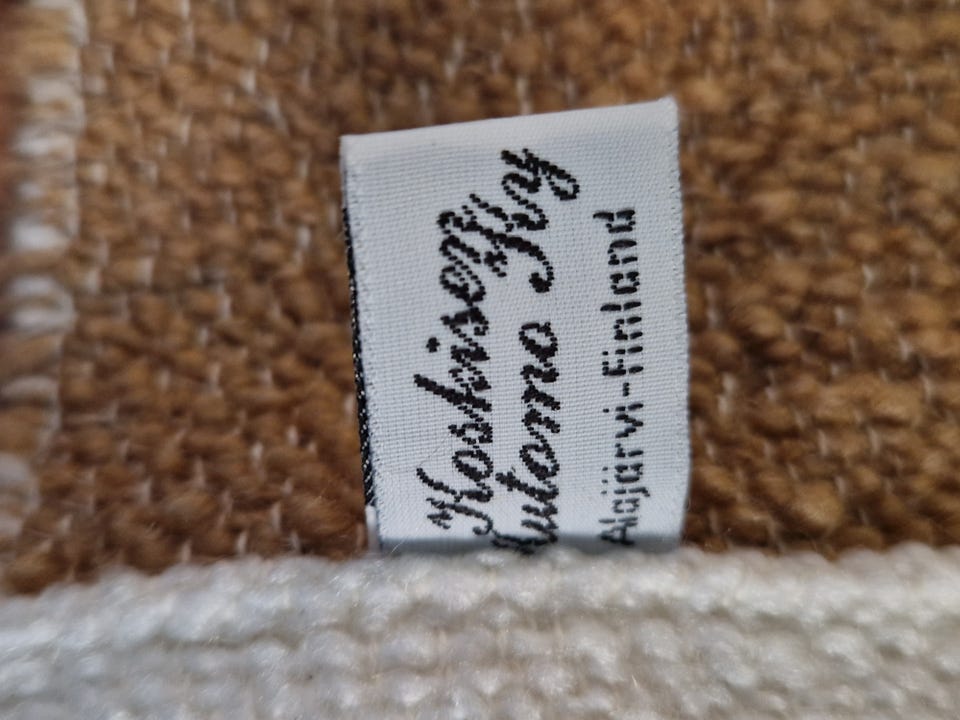 Koskisen
Kutomo Ky
Alajärvi-Finland